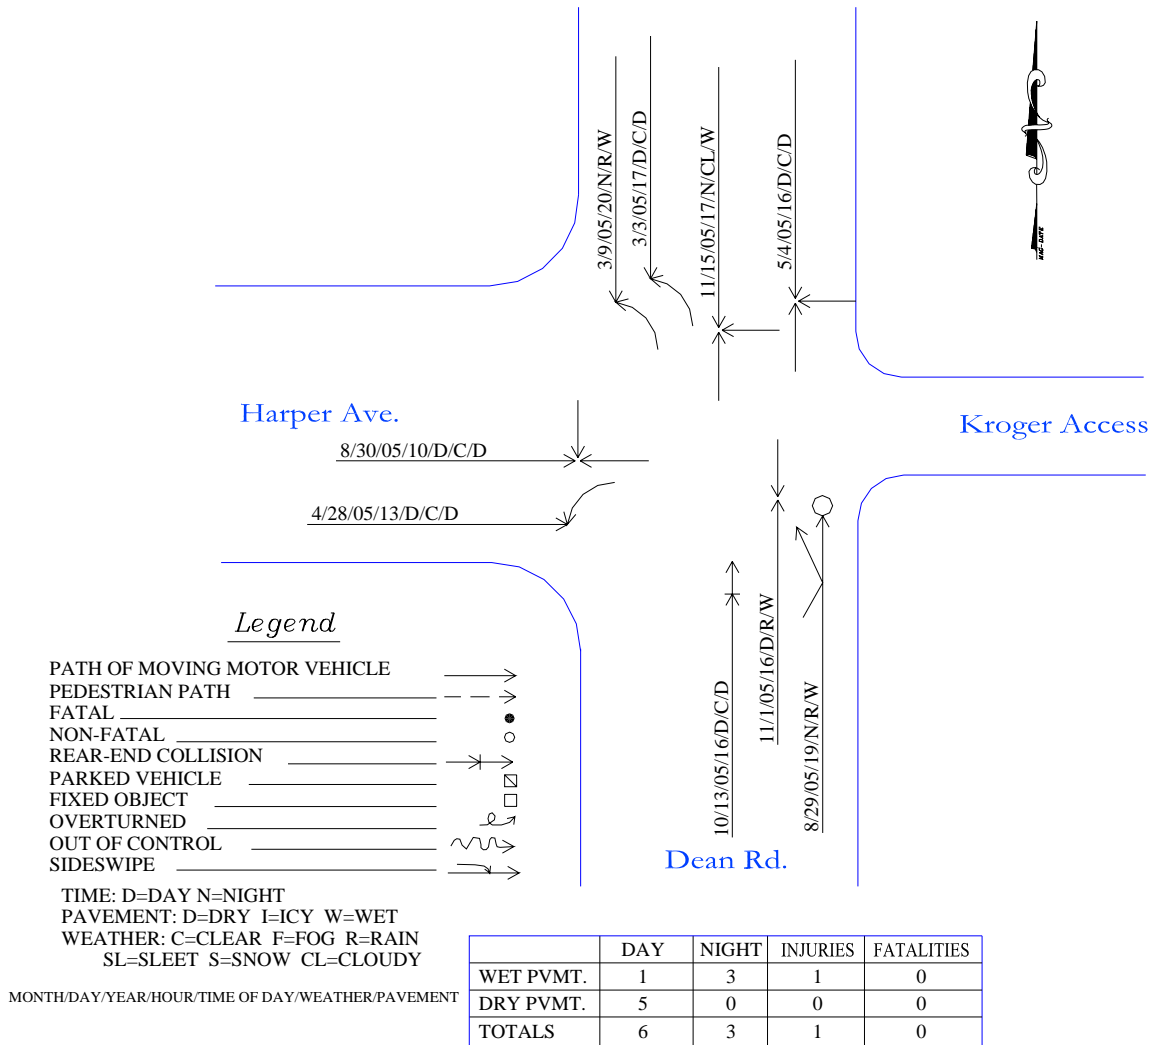 3/9/05/20/N/R/W
3/3/05/17/D/C/D
11/15/05/17/N/CL/W
5/4/05/16/D/C/D
HAG-DATE
Harper Ave.
Kroger Access
8/30/05/10/D/C/D
4/28/05/13/D/C/D
10/13/05/16/D/C/D
11/1/05/16/D/R/W
8/29/05/19/N/R/W
Dean Rd.
Legend
PATH OF MOVING MOTOR VEHICLE
PEDESTRIAN PATH
FATAL
NON-FATAL
REAR-END COLLISION
PARKED VEHICLE
FIXED OBJECT
OVERTURNED
OUT OF CONTROL
SIDESWIPE
TIME: D=DAY N=NIGHT
PAVEMENT: D=DRY I=ICY W=WET
WEATHER: C=CLEAR F=FOG R=RAIN
SL=SLEET S=SNOW CL=CLOUDY
MONTH/DAY/YEAR/HOUR/TIME OF DAY/WEATHER/PAVEMENT
DAY NIGHT INJURIES FATALITIES
WET PVMT. 1 3 1 0
DRY PVMT. 5 0 0 0
TOTALS 6 3 1 0